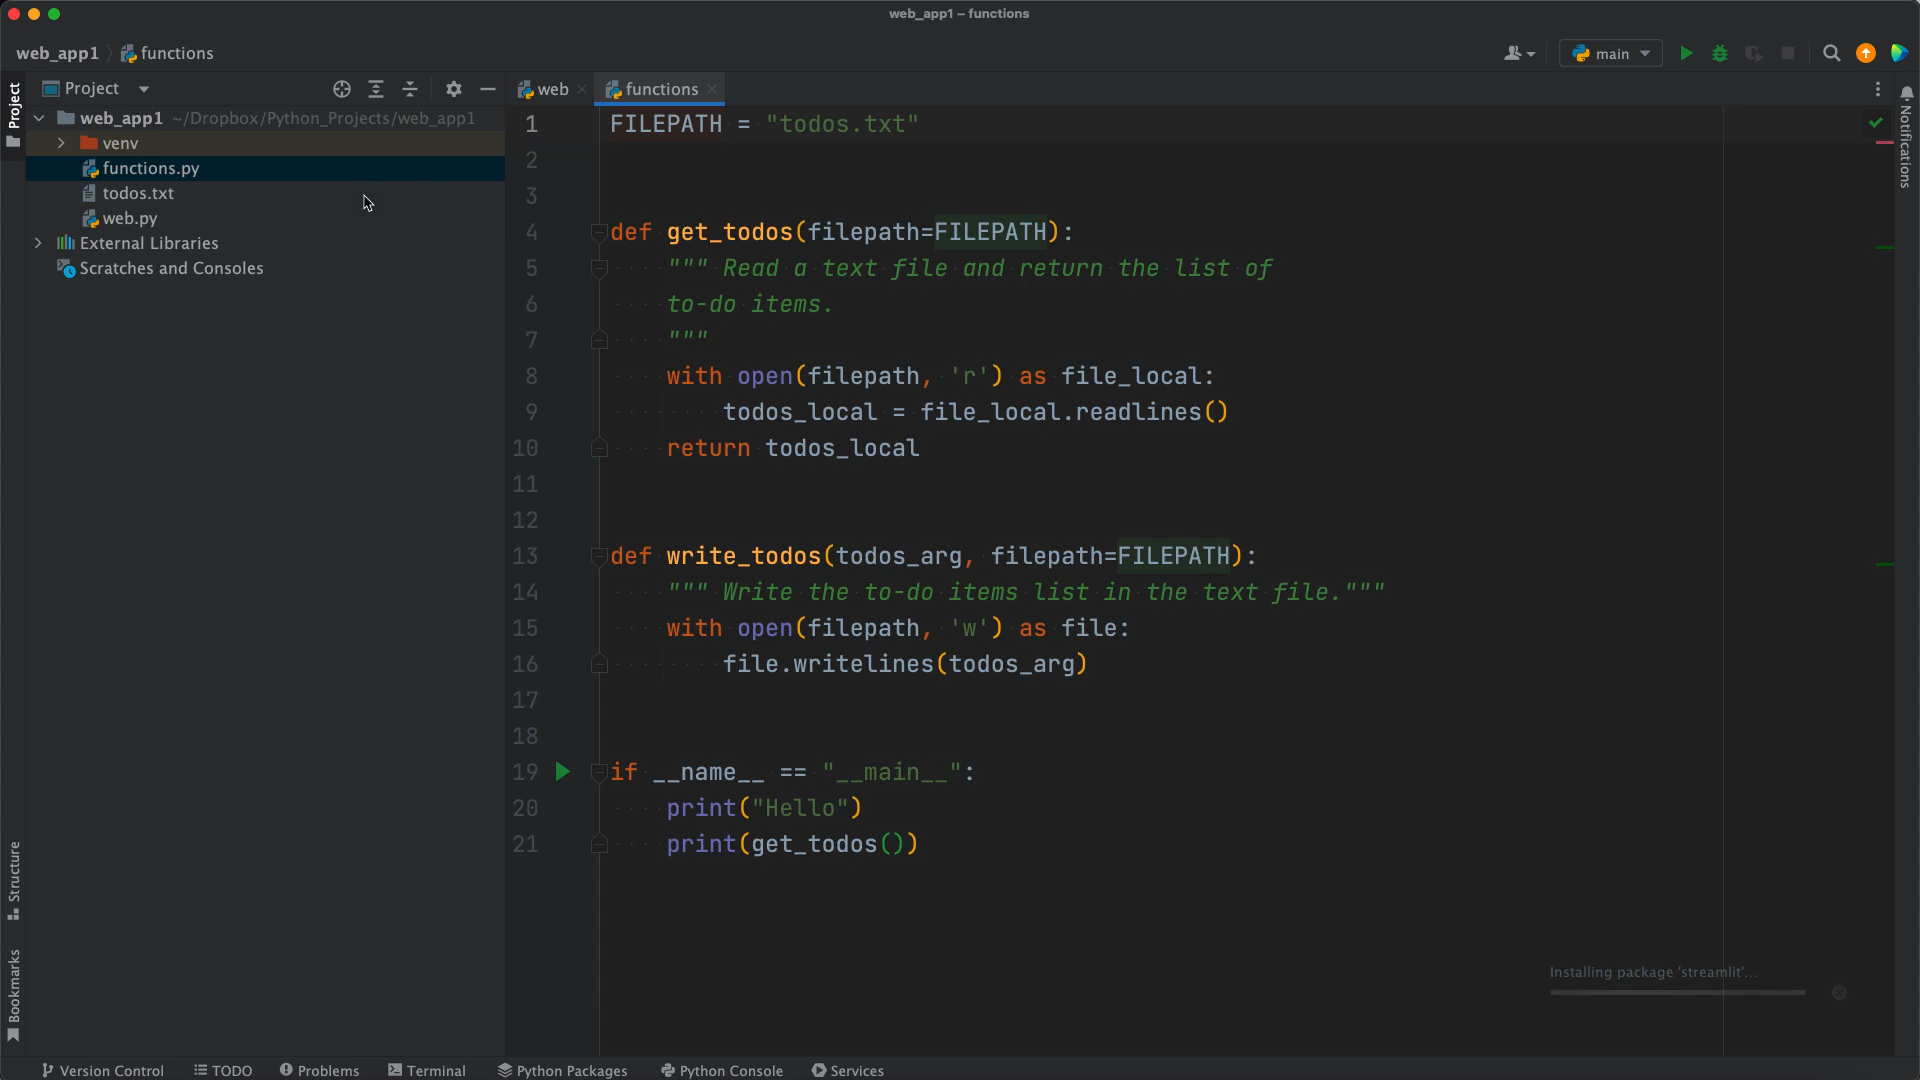 web_app1 – functions
web_app1 functions
main
Project
Project
web functions
Notifications
web_app1 ~/Dropbox/Python_Projects/web_app1
venv
functions.py
todos.txt
web.py
External Libraries
Scratches and Consoles
1 FILEPATH = "todos.txt"
2
3
4 def get_todos(filepath=FILEPATH):
5 """ Read a text file and return the list of
6 to-do items.
7 """
8 with open(filepath, 'r') as file_local:
9 todos_local = file_local.readlines()
10 return todos_local
11
12
13 def write_todos(todos_arg, filepath=FILEPATH):
14 """ Write the to-do items list in the text file."""
15 with open(filepath, 'w') as file:
16 file.writelines(todos_arg)
17
18
19 if __name__ == "__main__":
20 print("Hello")
21 print(get_todos())
Structure
Bookmarks
Installing package 'streamlit'...
Version Control TODO Problems Terminal Python Packages Python Console Services